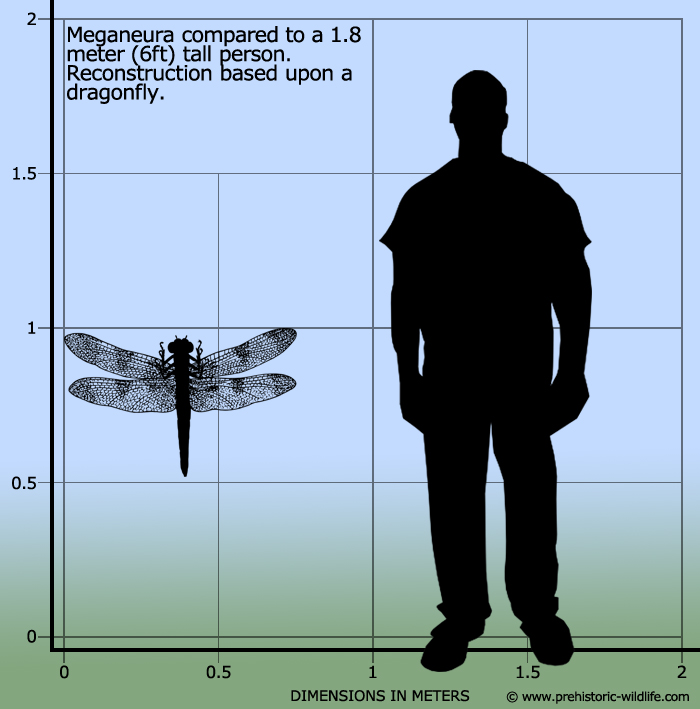 2
Meganeura compared to a 1.8
meter (6ft) tall person.
Reconstruction based upon a
dragonfly.
1.5
1
0.5
0
0 0.5 1 1.5 2
DIMENSIONS IN METERS © www.prehistoric-wildlife.com